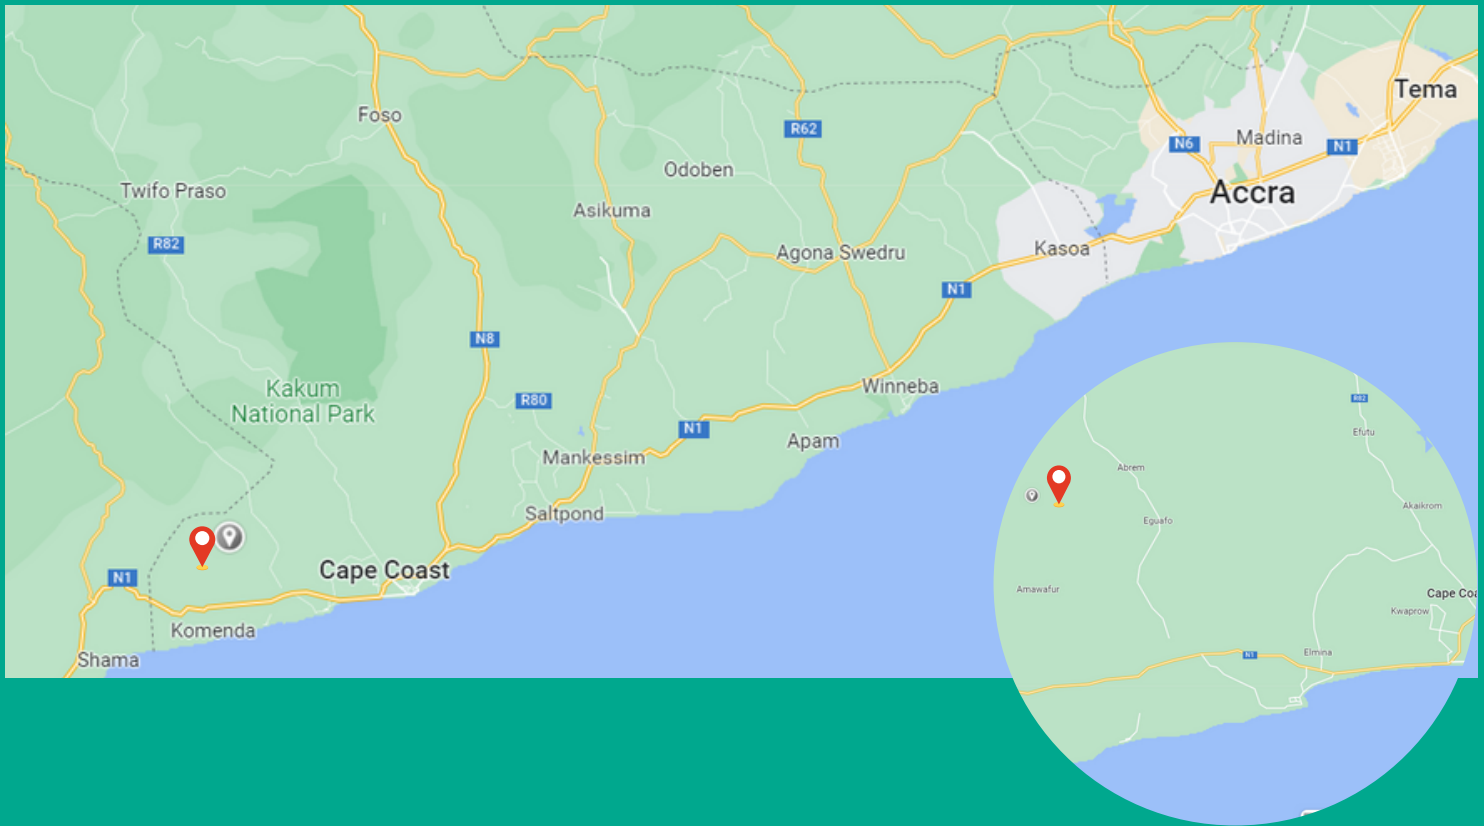 Tema
Foso
R62
Madina
N6
N1
Odoben
Twifo Praso
Accra
Asikuma
R82
Kasoa
Agona Swedru
N1
N8
Kakum
National Park
Winneba
R80
N1
Apam
Mankessim
Saltpond
Cape Coast
N1
Komenda
Shama
R82
Efutu
Abrem
Akaikrom
Eguafo
Amawafur
Cape Coa
Kwaprow
Elmina
N1